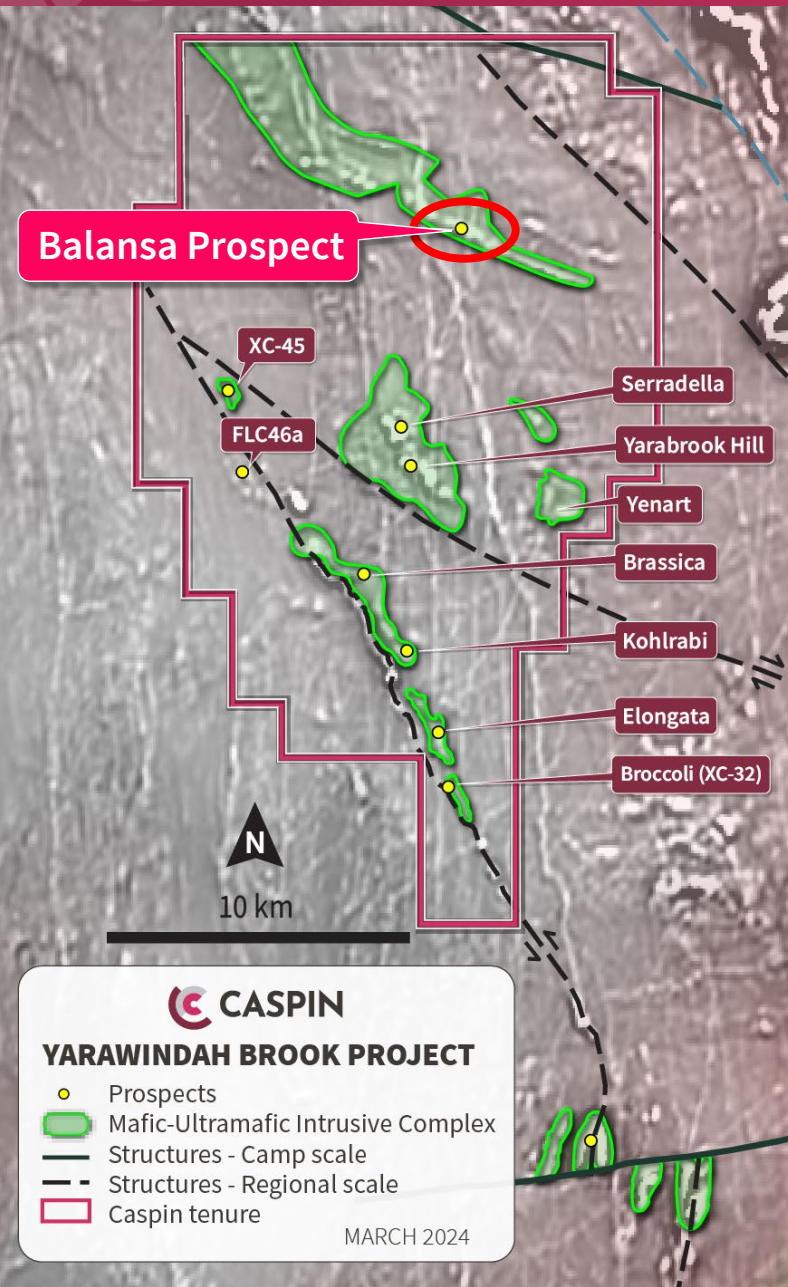 Balansa Prospect
XC-45
FLC46a
Serradella
Yarabrook Hill
Yenart
Brassica
Kohlrabi
Elongata
Broccoli (XC-32)
N
10 km
CASPIN
YARAWINDAH BROOK PROJECT
Prospects
Mafic-Ultramafic Intrusive Complex
Structures - Camp scale
Structures - Regional scale
Caspin tenure
MARCH 2024